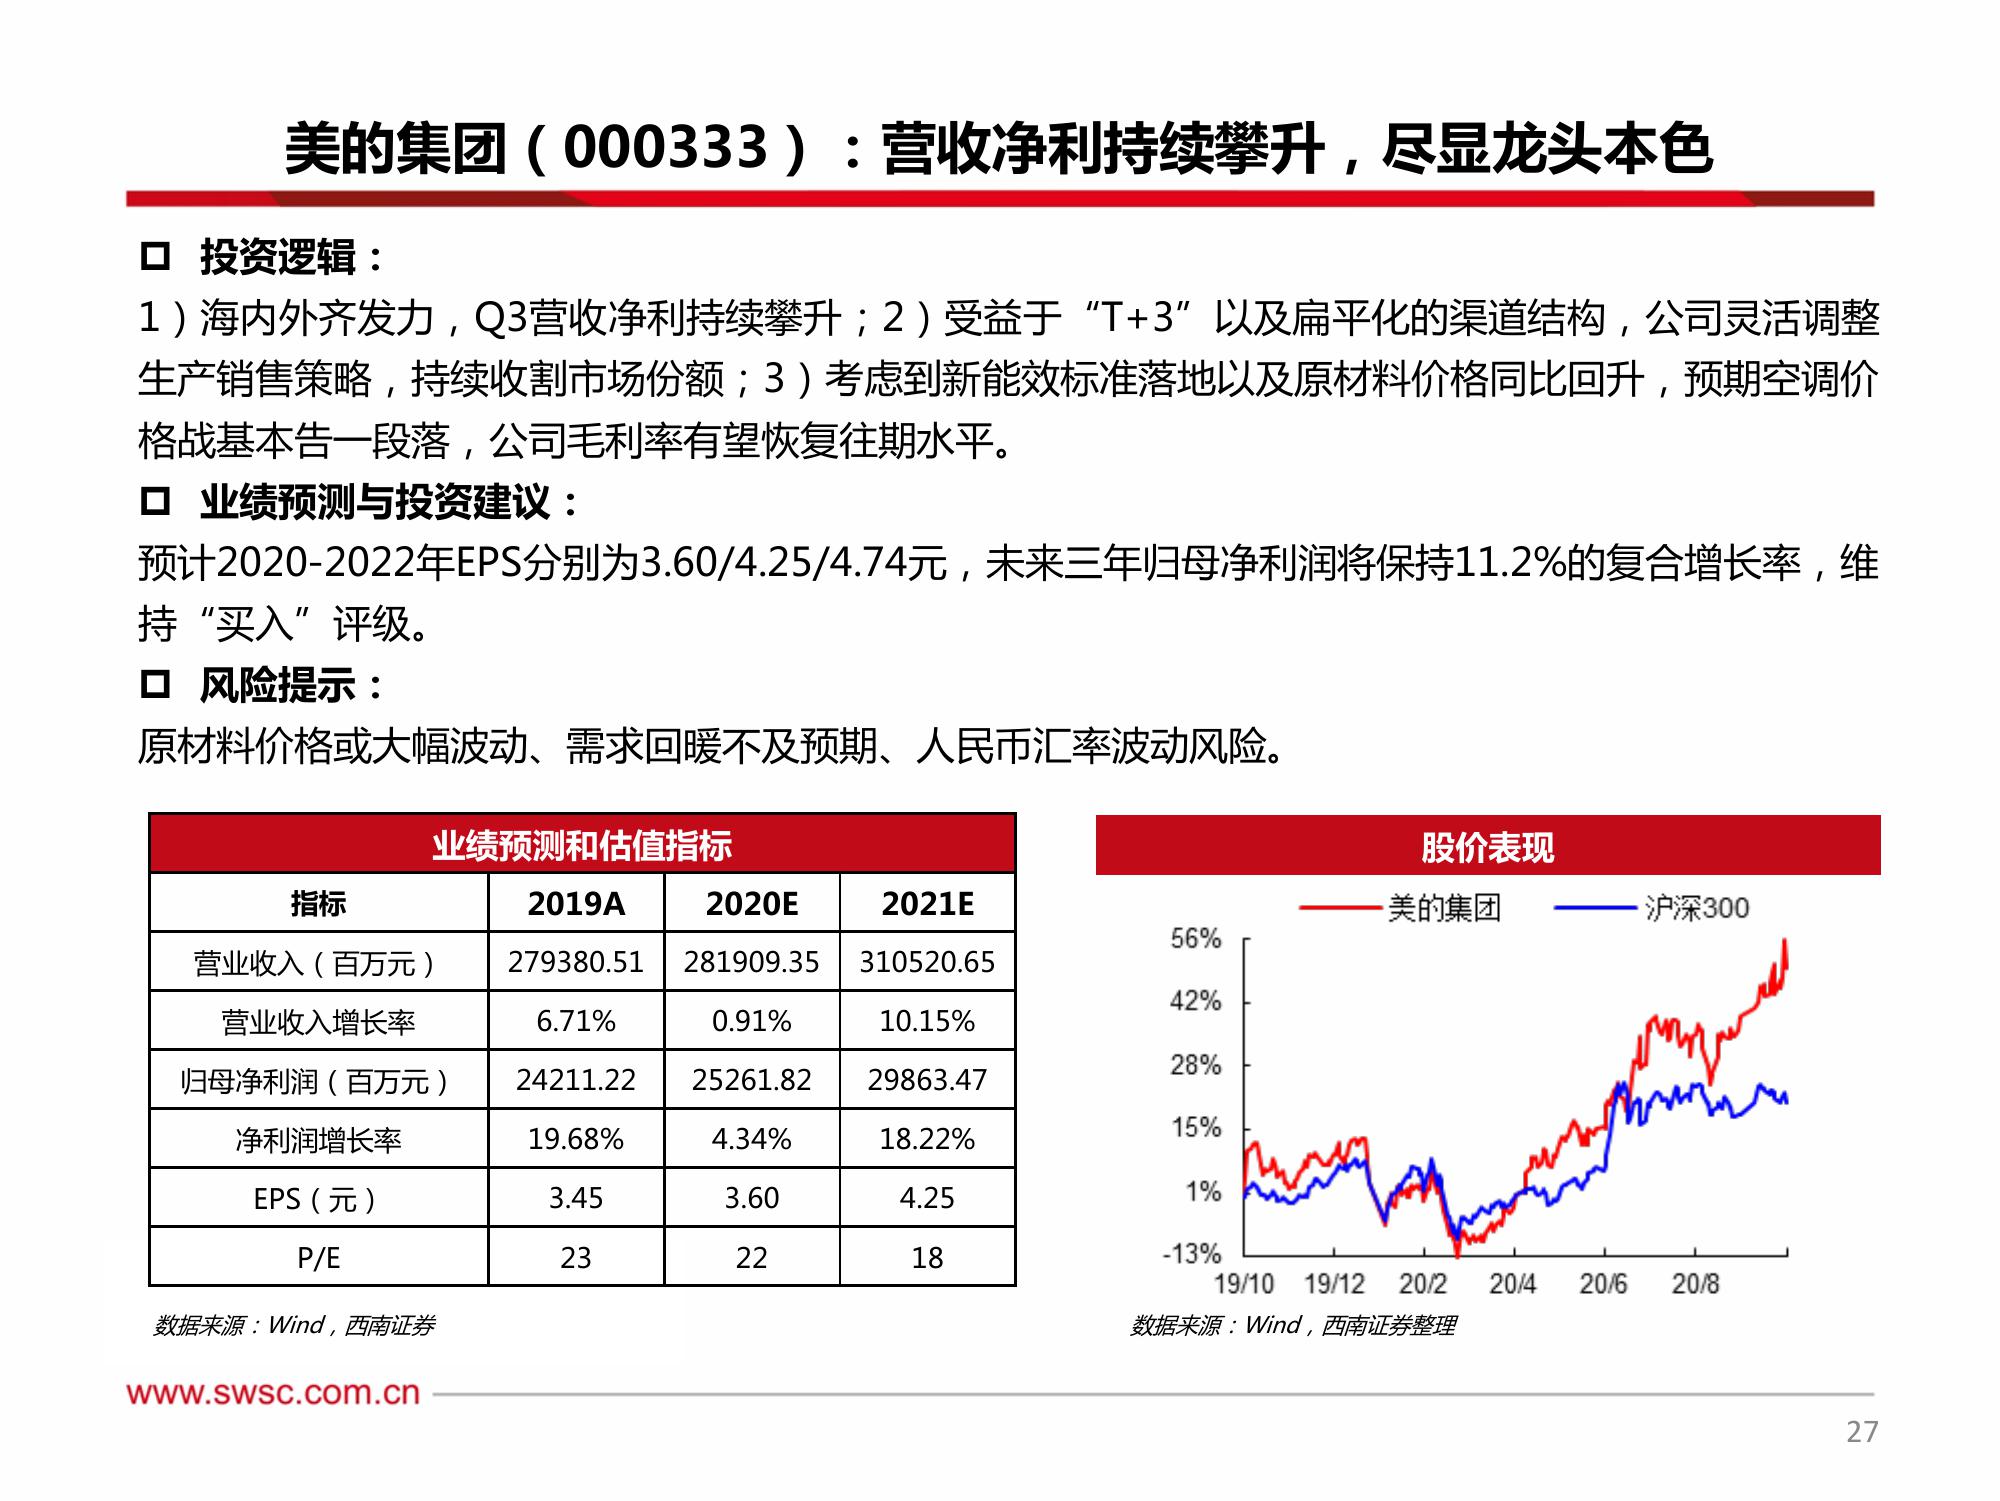 美的集团（000333）：营收净利持续攀升，尽显龙头本色
投资逻辑：
1）海内外齐发力，Q3营收净利持续攀升；2）受益于“T+3”以及扁平化的渠道结构，公司灵活调整
生产销售策略，持续收割市场份额；3）考虑到新能效标准落地以及原材料价格同比回升，预期空调价
格战基本告一段落，公司毛利率有望恢复往期水平。
业绩预测与投资建议：
预计2020-2022年EPS分别为3.60/4.25/4.74元，未来三年归母净利润将保持11.2%的复合增长率，维
持“买入”评级。
风险提示：
原材料价格或大幅波动、需求回暖不及预期、人民币汇率波动风险。
业绩预测和估值指标
指标 2019A 2020E 2021E
营业收入（百万元） 279380.51 281909.35 310520.65
营业收入增长率 6.71% 0.91% 10.15%
归母净利润（百万元） 24211.22 25261.82 29863.47
净利润增长率 19.68% 4.34% 18.22%
EPS（元） 3.45 3.60 4.25
P/E 23 22 18
数据来源：Wind，西南证券
股价表现
美的集团 沪深300
56%
42%
28%
15%
1%
-13%
19/10 19/12 20/2 20/4 20/6 20/8
数据来源：Wind，西南证券整理
www.swsc.com.cn
27